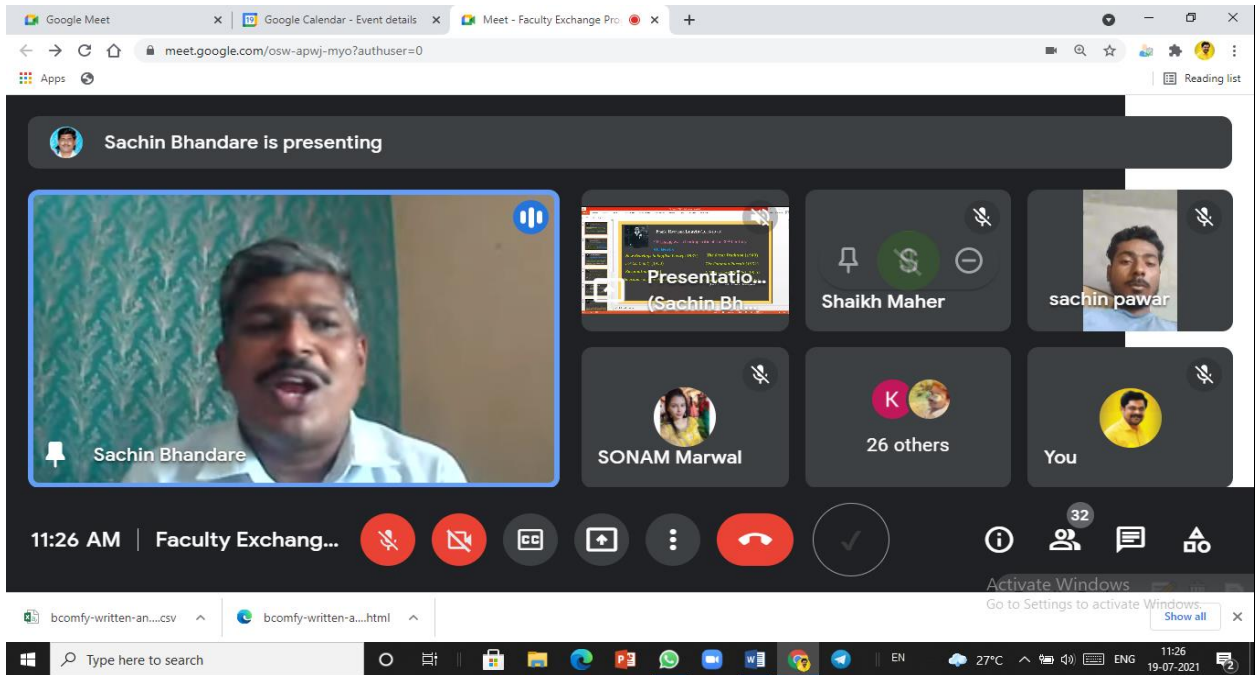 Google Meet
Google Calendar - Event details
Meet - Faculty Exchange Pro
meet.google.com/osw-apwj-myo?authuser=0
Apps
Reading list
Sachin Bhandare is presenting
Presentatio...
(Sachin Bh...
Shaikh Maher
sachin pawar
Sachin Bhandare
SONAM Marwal
K
26 others
You
11:26 AM | Faculty Exchang...
CC
32
Activate Windows
Go to Settings to activate Windows.
bcomfy-written-an....csv
bcomfy-written-a....html
Show all
Type here to search
EN
27°C
ENG
11:26
19-07-2021
2